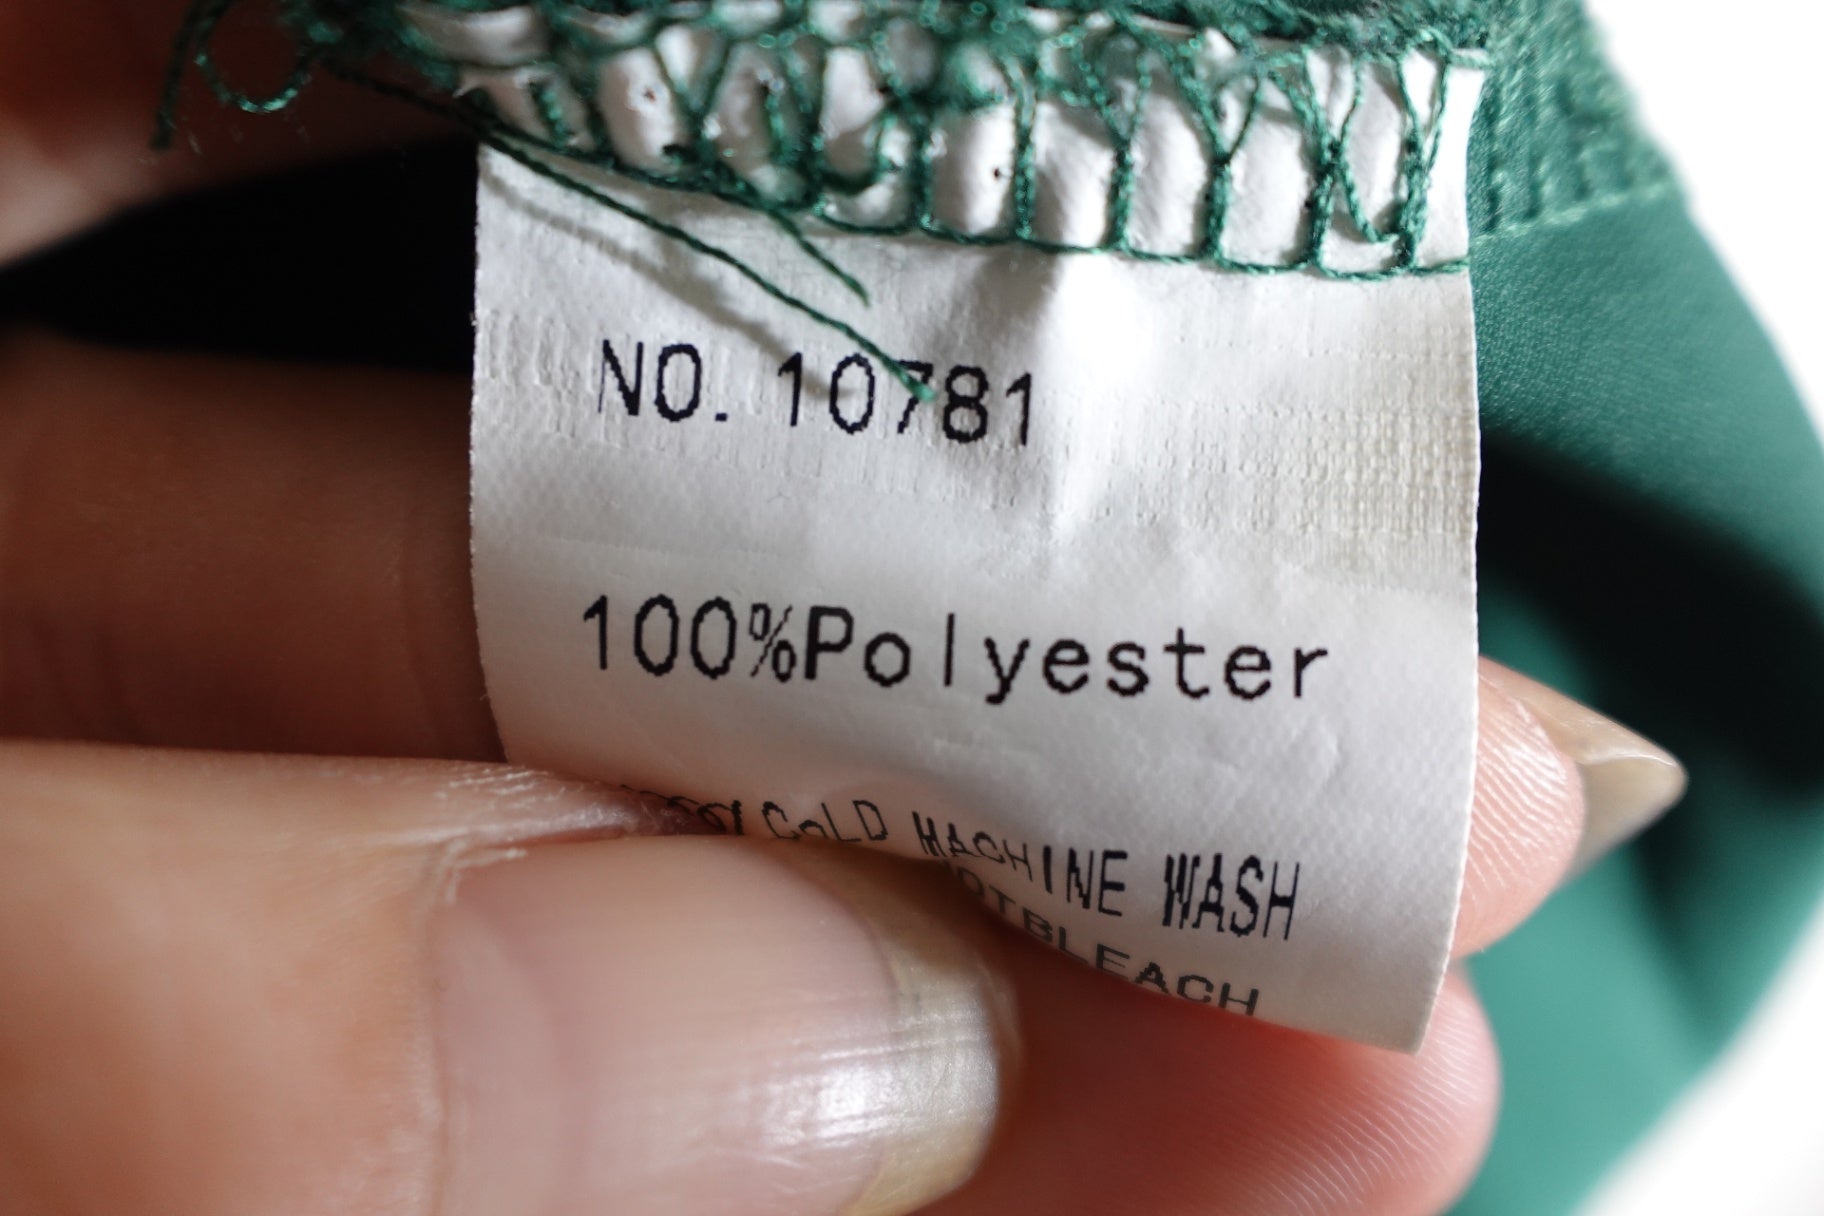 NO. 10781
100%Polyester
COLD MACHINE WASH
BLEACH